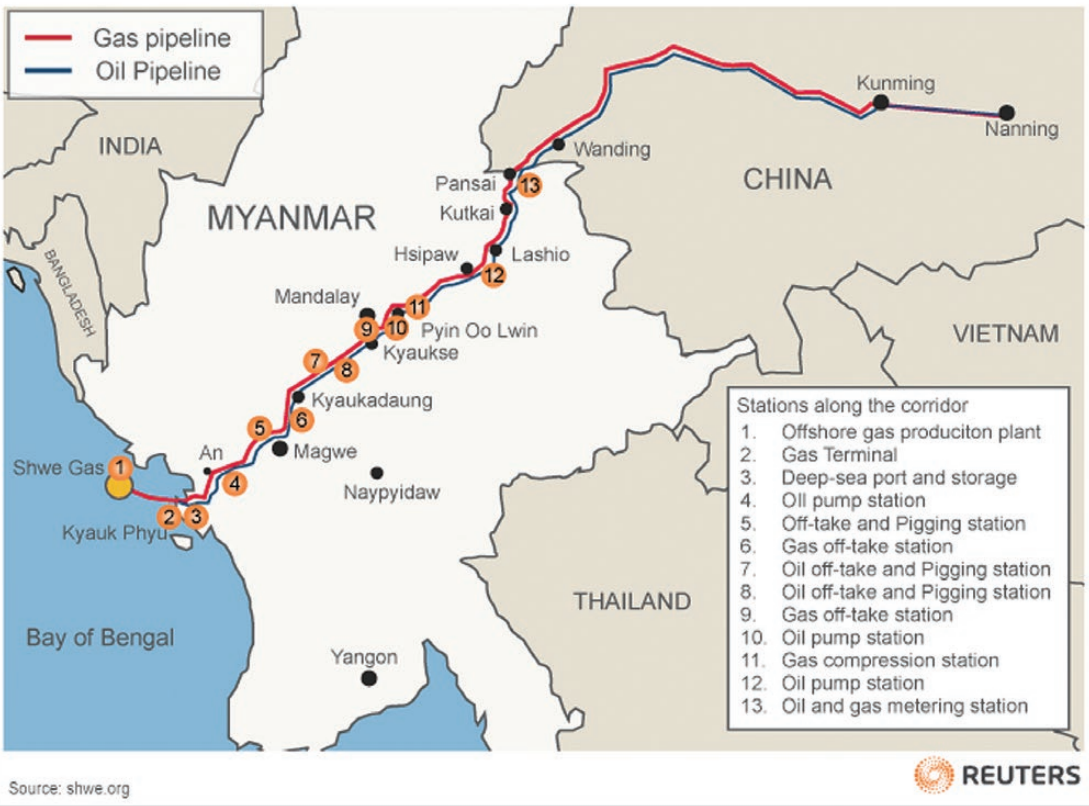 Gas pipeline
Oil Pipeline
INDIA
BANGLADESH
MYANMAR
CHINA
VIETNAM
THAILAND
Kunming
Nanning
Wanding
Pansai
13
Kutkai
Hsipaw
Lashio
12
Mandalay
11
9
10
Pyin Oo Lwin
Kyaukse
7
8
Kyaukadaung
5
6
An
Magwe
Shwe Gas
1
4
Naypyidaw
2
3
Kyauk Phyu
Bay of Bengal
Yangon
Stations along the corridor
1. Offshore gas produciton plant
2. Gas Terminal
3. Deep-sea port and storage
4. OIl pump station
5. Off-take and Pigging station
6. Gas off-take station
7. Oil off-take and Pigging station
8. Oil off-take and Pigging station
9. Gas off-take station
10. Oil pump station
11. Gas compression station
12. Oil pump station
13. Oil and gas metering station
Source: shwe.org
REUTERS